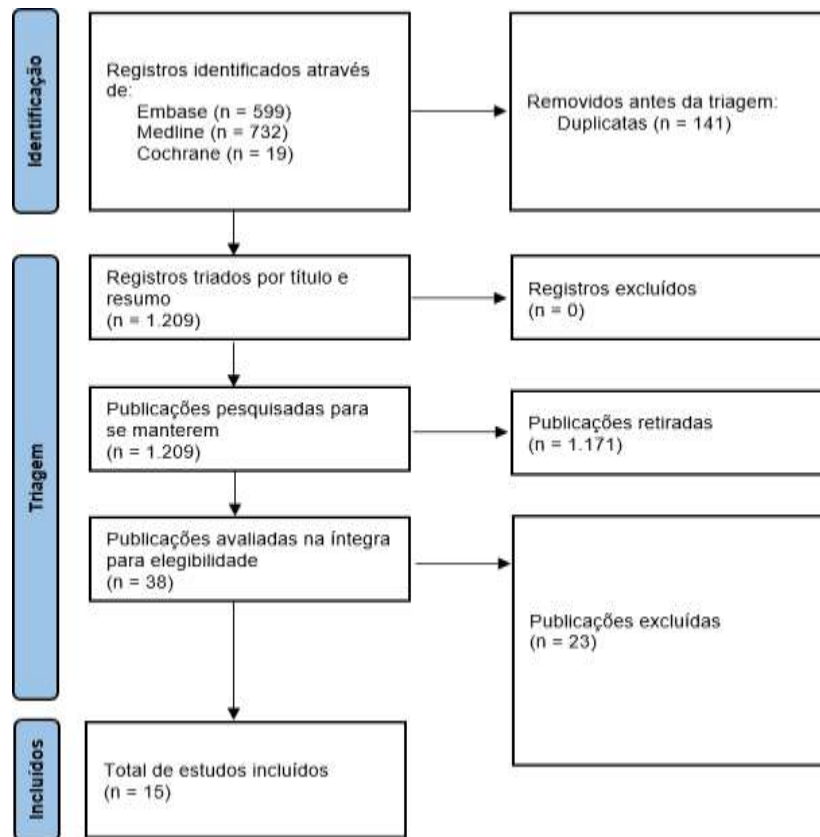 Identificação
Registros identificados através
de:
Embase (n = 599)
Medline (n = 732)
Cochrane (n = 19)
Removidos antes da triagem:
Duplicatas (n = 141)
Triagem
Registros triados por título e
resumo
(n = 1.209)
Registros excluídos
(n = 0)
Publicações pesquisadas para
se manterem
(n = 1.209)
Publicações retiradas
(n = 1.171)
Publicações avaliadas na íntegra
para elegibilidade
(n = 38)
Publicações excluídas
(n = 23)
Incluídos
Total de estudos incluídos
(n = 15)